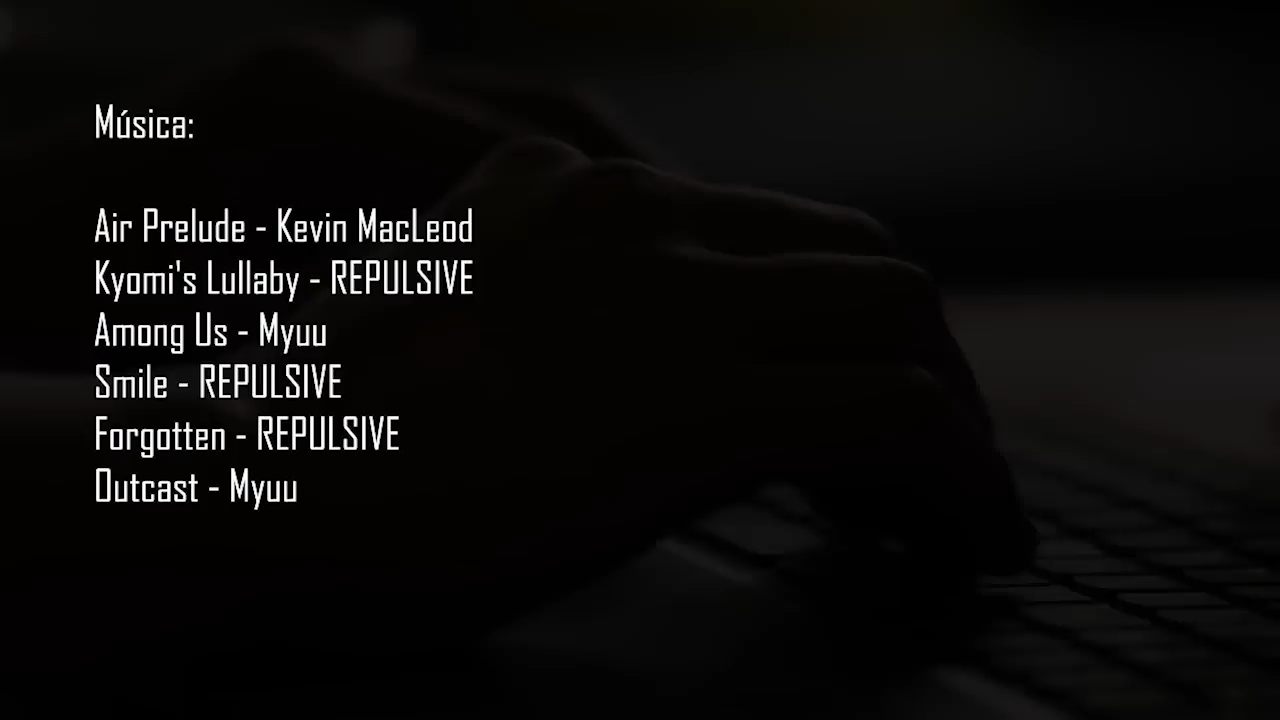 Música:
Air Prelude - Kevin MacLeod
Kyomi's Lullaby - REPULSIVE
Among Us - Myuu
Smile - REPULSIVE
Forgotten - REPULSIVE
Outcast - Myuu